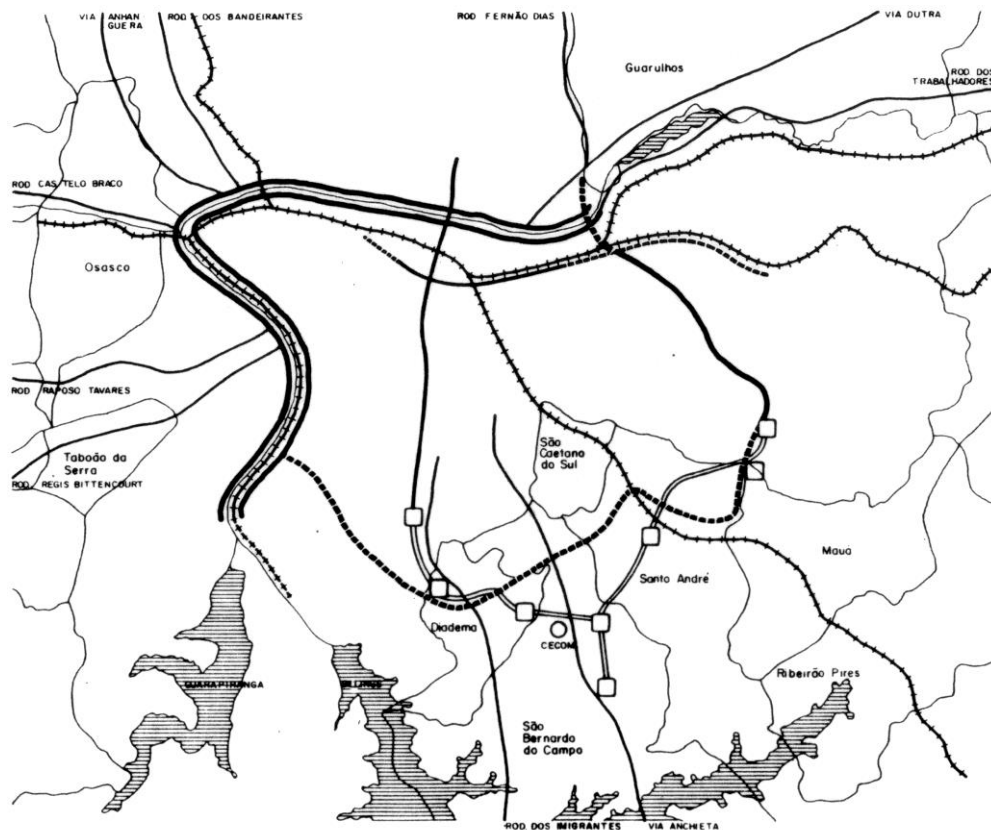 VIA ANHAN
GUERA
ROD DOS BANDEIRANTES
ROD FERNÃO DIAS
VIA DUTRA
Guarulhos
ROD DOS
TRABALHADORES
ROD CASTELO BRACO
Osasco
ROD RAPOSO TAVARES
Taboão da
Serra
ROD REGIS BITTENCOURT
São
Caetano
do Sul
Mauá
Santo André
Diadema
CECOM
GUARAPIRANGA
BILLINGS
Ribeirão Pires
São
Bernardo
do Campo
ROD DOS IMIGRANTES
VIA ANCHIETA